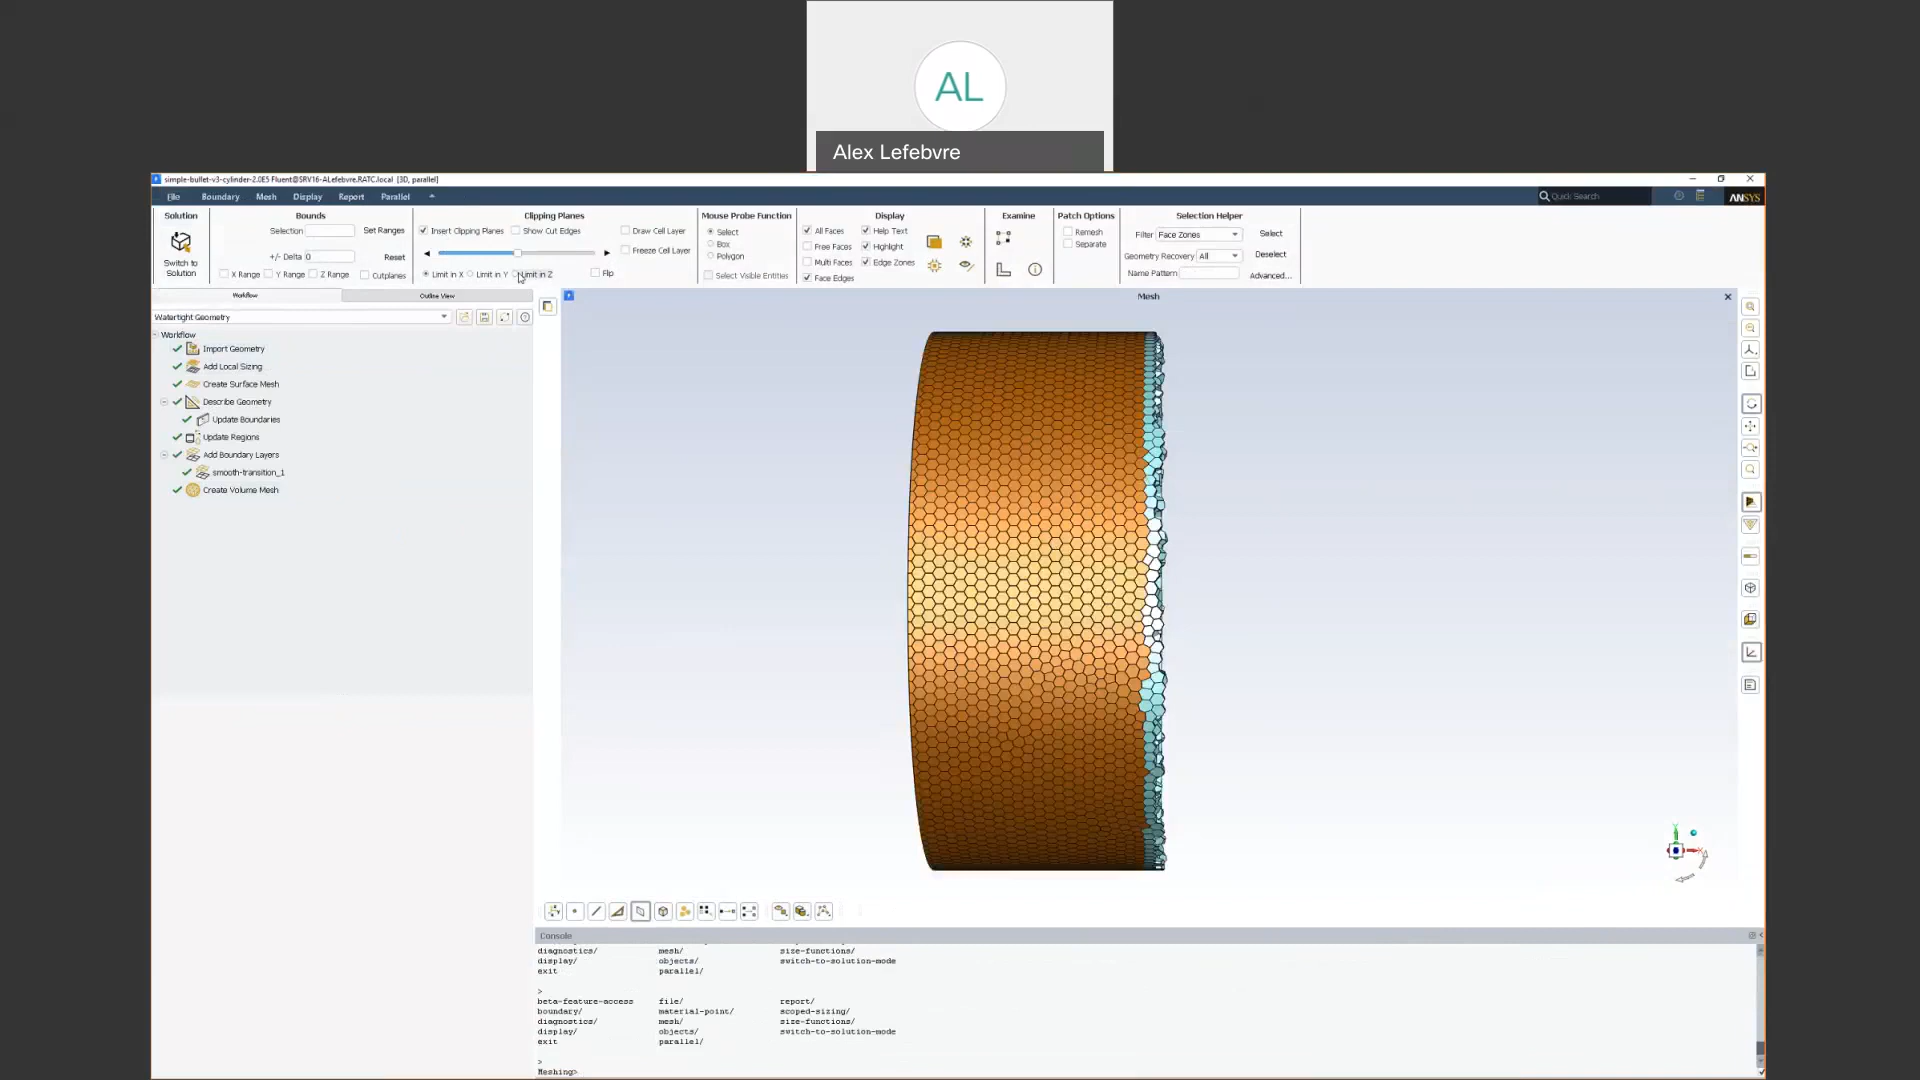 AL
Alex Lefebvre
simple-bullet-v3-cylinder-2.0E5 Fluent@SRV16-ALefebvre.RATC.local [3D, parallel]
File Boundary Mesh Display Report Parallel
Quick Search
ANSYS
Solution
Switch to
Solution
Bounds
Selection
Set Ranges
+/- Delta 0
Reset
X Range Y Range Z Range Cutplanes
Clipping Planes
Insert Clipping Planes Show Cut Edges Draw Cell Layer
Freeze Cell Layer
Limit in X Limit in Y Limit in Z Flip
Mouse Probe Function
Select
Box
Polygon
Select Visible Entities
Display
All Faces Help Text
Free Faces Highlight
Multi Faces Edge Zones
Face Edges
Examine
Patch Options
Remesh
Separate
Selection Helper
Filter Face Zones Select
Geometry Recovery All Deselect
Name Pattern Advanced...
Workflow Outline View
Watertight Geometry
Workflow
Import Geometry
Add Local Sizing
Create Surface Mesh
Describe Geometry
Update Boundaries
Update Regions
Add Boundary Layers
smooth-transition_1
Create Volume Mesh
Mesh
Y
X
Console
diagnostics/ mesh/ size-functions/
display/ objects/ switch-to-solution-mode
exit parallel/
>
beta-feature-access file/ report/
boundary/ material-point/ scoped-sizing/
diagnostics/ mesh/ size-functions/
display/ objects/ switch-to-solution-mode
exit parallel/
>
Meshing>